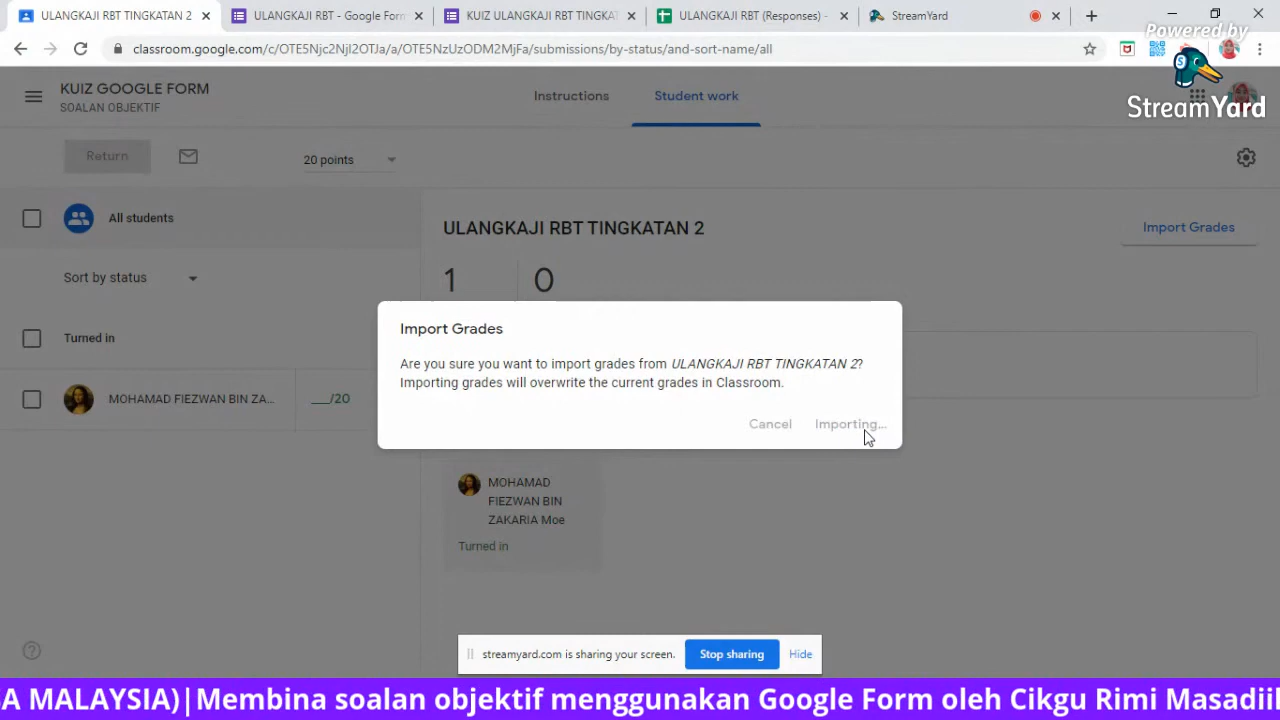 ULANGKAJI RBT TINGKATAN 2
ULANGKAJI RBT - Google Form
KUIZ ULANGKAJI RBT TINGKAT
ULANGKAJI RBT (Responses) -
StreamYard
classroom.google.com/c/OTE5Njc2NjI2OTJa/a/OTE5NzUzODM2MjFa/submissions/by-status/and-sort-name/all
Powered by
StreamYard
KUIZ GOOGLE FORM
SOALAN OBJEKTIF
Instructions
Student work
Return
20 points
All students
ULANGKAJI RBT TINGKATAN 2
Import Grades
Sort by status
1
0
Turned in
MOHAMAD FIEZWAN BIN ZA...
___/20
Import Grades
Are you sure you want to import grades from ULANGKAJI RBT TINGKATAN 2?
Importing grades will overwrite the current grades in Classroom.
Cancel
Importing...
MOHAMAD
FIEZWAN BIN
ZAKARIA Moe
Turned in
streamyard.com is sharing your screen.
Stop sharing
Hide
SA MALAYSIA)|Membina soalan objektif menggunakan Google Form oleh Cikgu Rimi Masadii